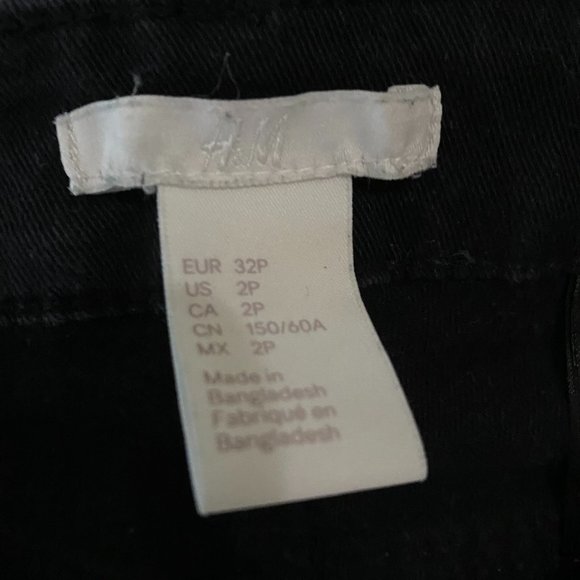 H&M
EUR 32P
US 2P
CA 2P
CN 150/60A
MX 2P
Made in
Bangladesh
Fabriqué en
Bangladesh